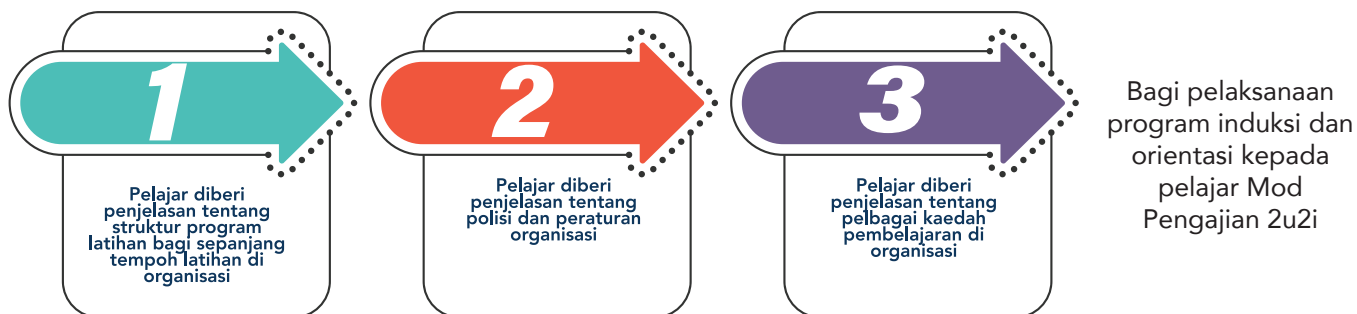 1
Pelajar diberi
penjelasan tentang
struktur program
latihan bagi sepanjang
tempoh latihan di
organisasi
2
Pelajar diberi
penjelasan tentang
polisi dan peraturan
organisasi
3
Pelajar diberi
penjelasan tentang
pelbagai kaedah
pembelajaran di
organisasi
Bagi pelaksanaan
program induksi dan
orientasi kepada
pelajar Mod
Pengajian 2u2i